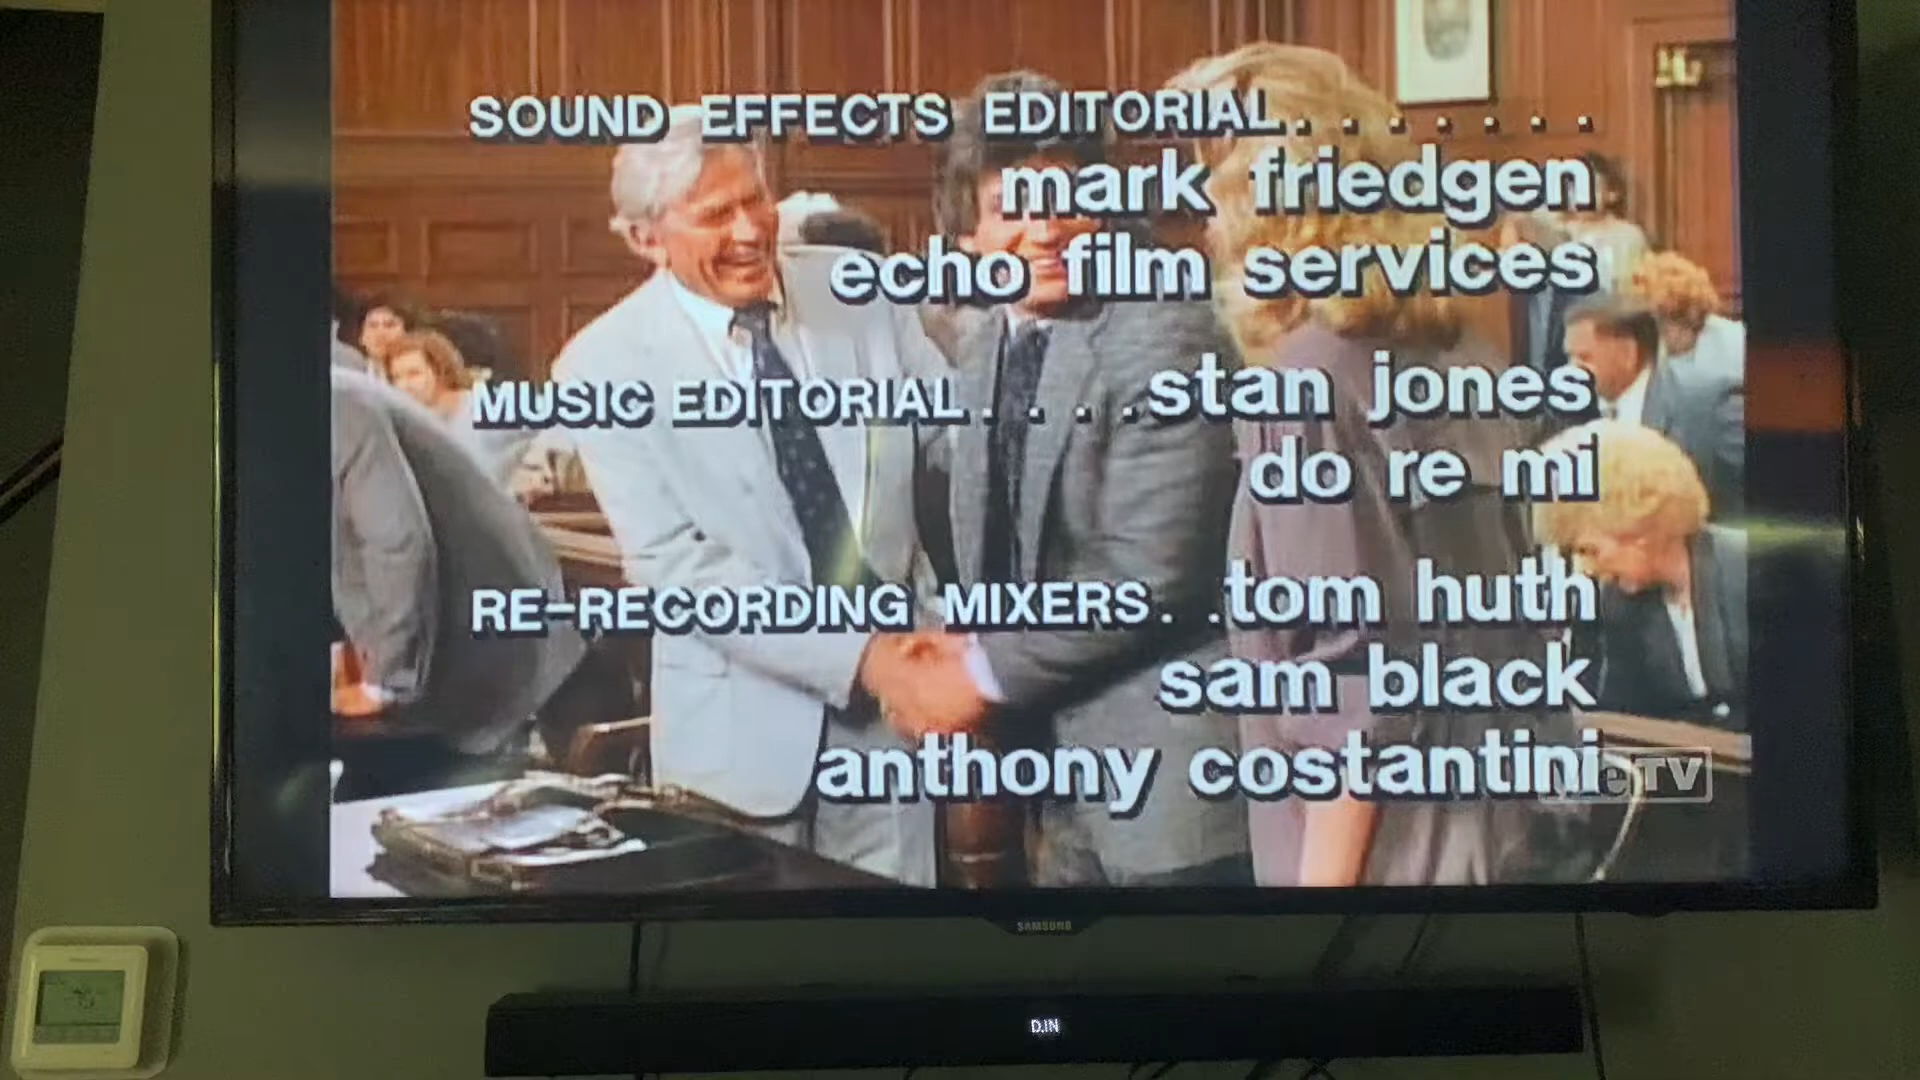 SOUND EFFECTS EDITORIAL.......
mark friedgen
echo film services
MUSIC EDITORIAL....stan jones
do re mi
RE-RECORDING MIXERS..tom huth
sam black
anthony costantini
MeTV
SAMSUNG
D.IN